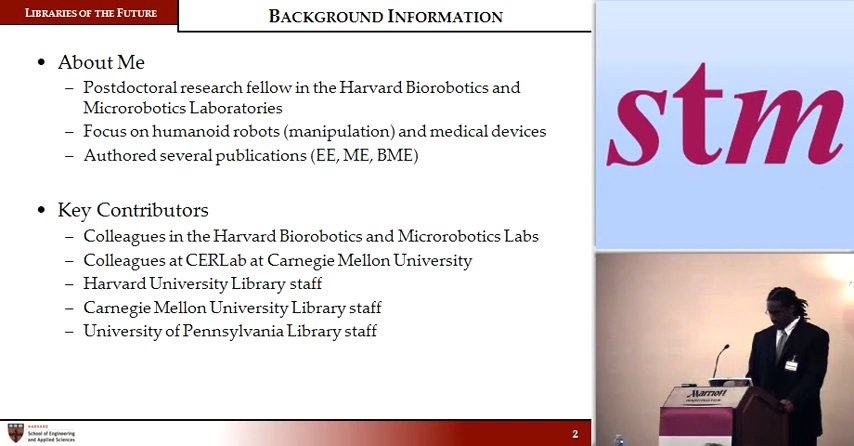 LIBRARIES OF THE FUTURE
BACKGROUND INFORMATION
• About Me
– Postdoctoral research fellow in the Harvard Biorobotics and
Microrobotics Laboratories
– Focus on humanoid robots (manipulation) and medical devices
– Authored several publications (EE, ME, BME)
• Key Contributors
– Colleagues in the Harvard Biorobotics and Microrobotics Labs
– Colleagues at CERLab at Carnegie Mellon University
– Harvard University Library staff
– Carnegie Mellon University Library staff
– University of Pennsylvania Library staff
HARVARD
School of Engineering
and Applied Sciences
2
stm
Marriott
WASHINGTON